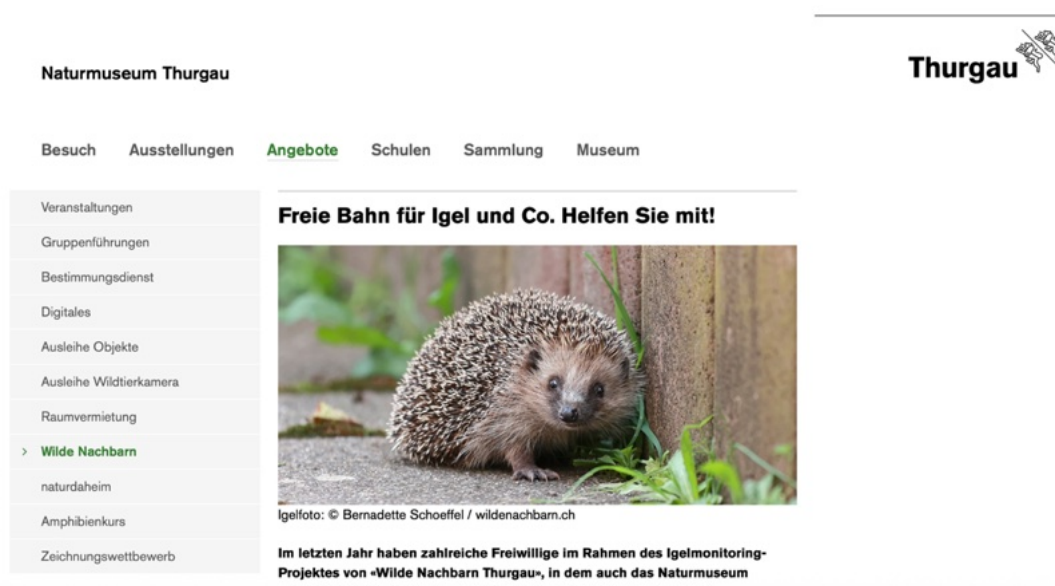 Naturmuseum Thurgau
Thurgau
Besuch Ausstellungen Angebote Schulen Sammlung Museum
Veranstaltungen
Gruppenführungen
Bestimmungsdienst
Digitales
Ausleihe Objekte
Ausleihe Wildtierkamera
Raumvermietung
› Wilde Nachbarn
naturdaheim
Amphibienkurs
Zeichnungswettbewerb
Freie Bahn für Igel und Co. Helfen Sie mit!
Igelfoto: © Bernadette Schoeffel / wildenachbarn.ch
Im letzten Jahr haben zahlreiche Freiwillige im Rahmen des Igelmonitoring-
Projektes von «Wilde Nachbarn Thurgau», in dem auch das Naturmuseum